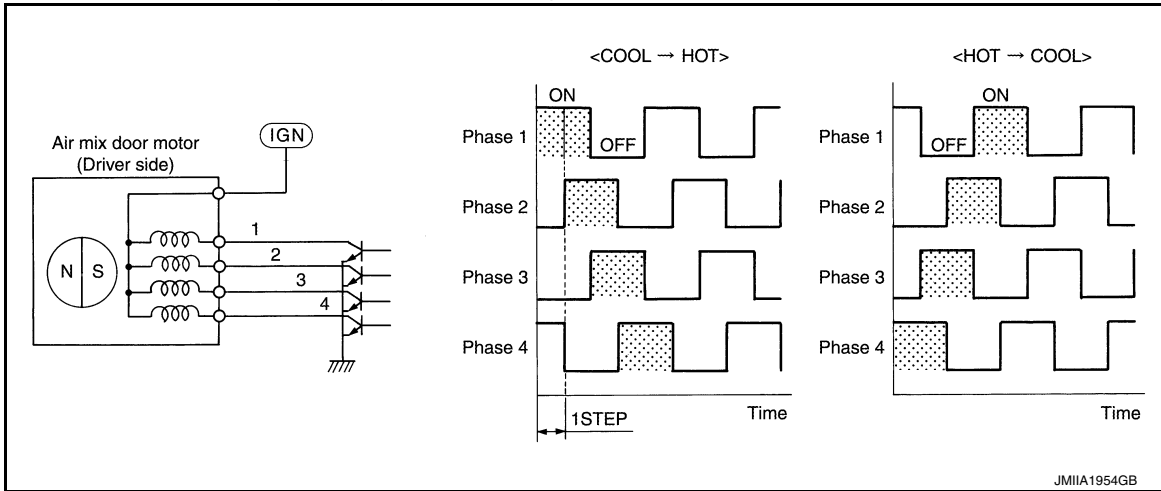 Air mix door motor
(Driver side)
IGN
N S
1
2
3
4
<COOL → HOT>
ON
Phase 1
OFF
Phase 2
Phase 3
Phase 4
Time
1STEP
<HOT → COOL>
ON
Phase 1
OFF
Phase 2
Phase 3
Phase 4
Time
JMIIA1954GB